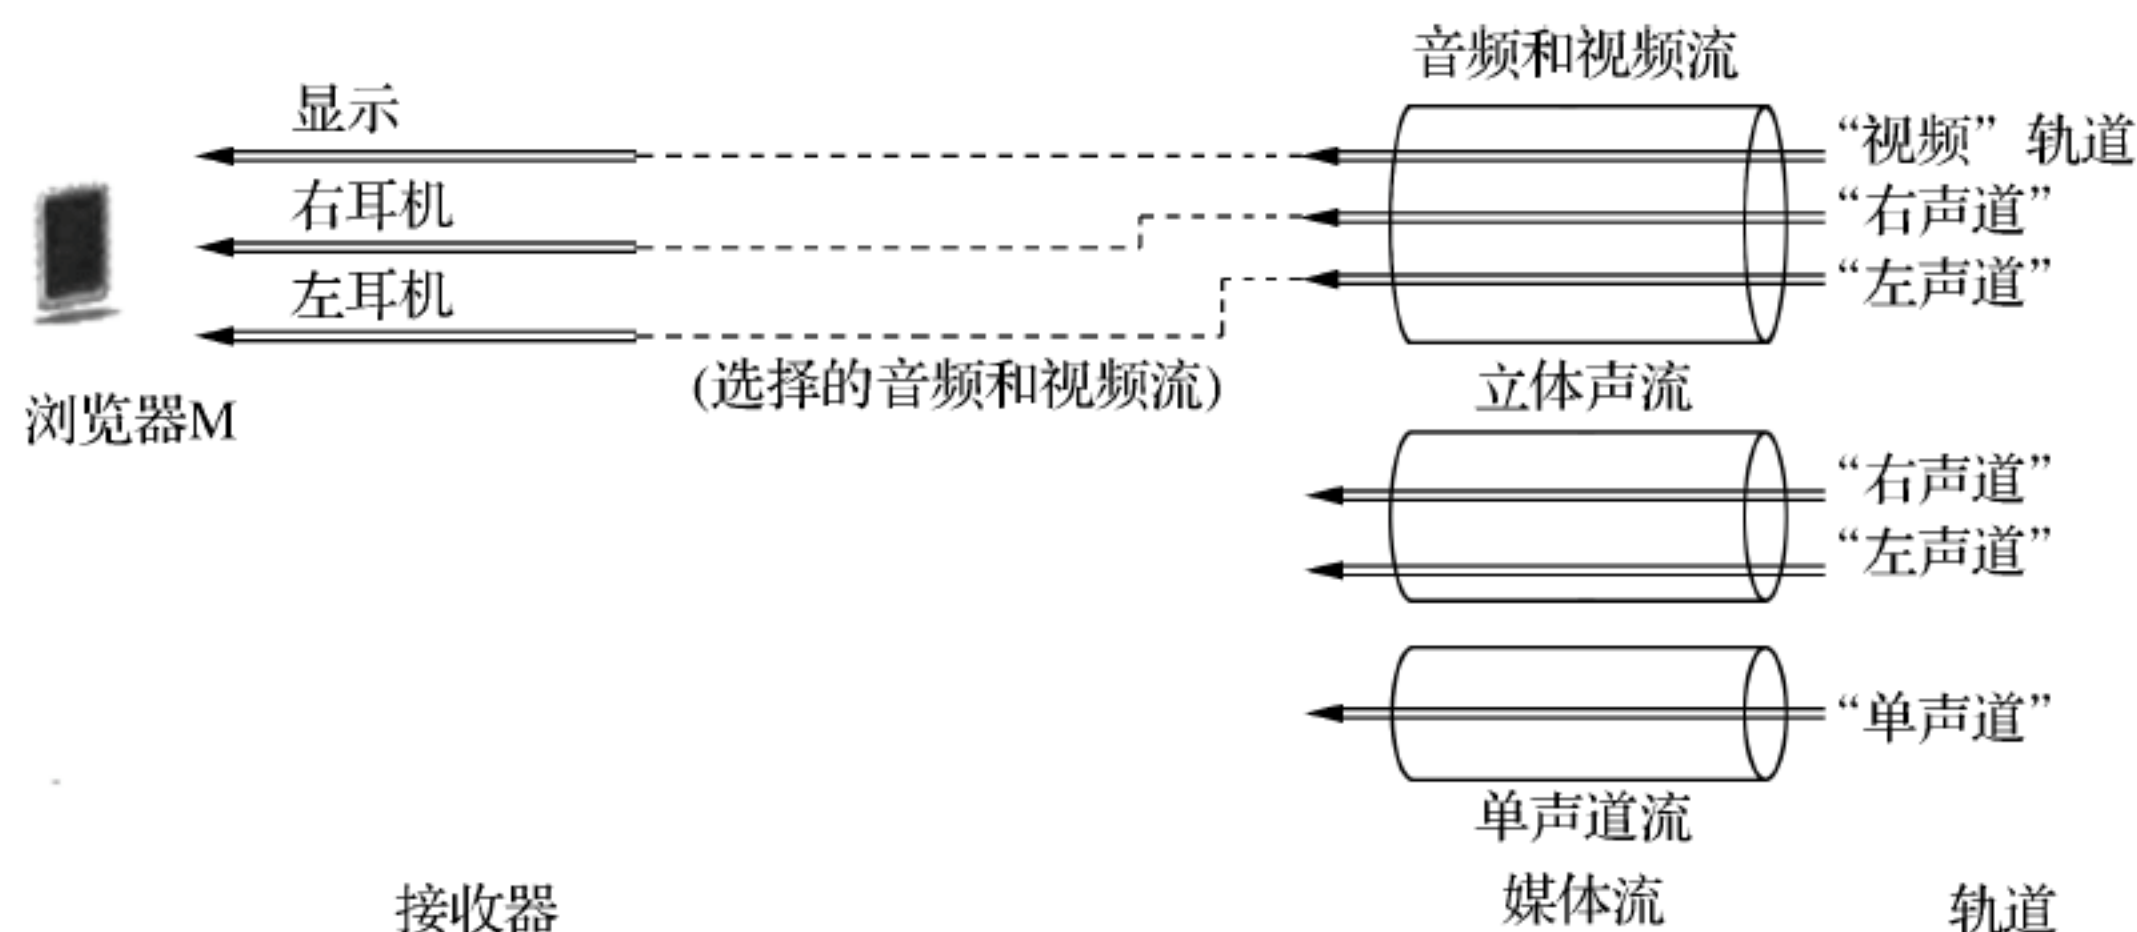 音频和视频流
显示
“视频”轨道
右耳机
“右声道”
左耳机
“左声道”
(选择的音频和视频流)
立体声流
浏览器M
“右声道”
“左声道”
“单声道”
单声道流
接收器
媒体流
轨道